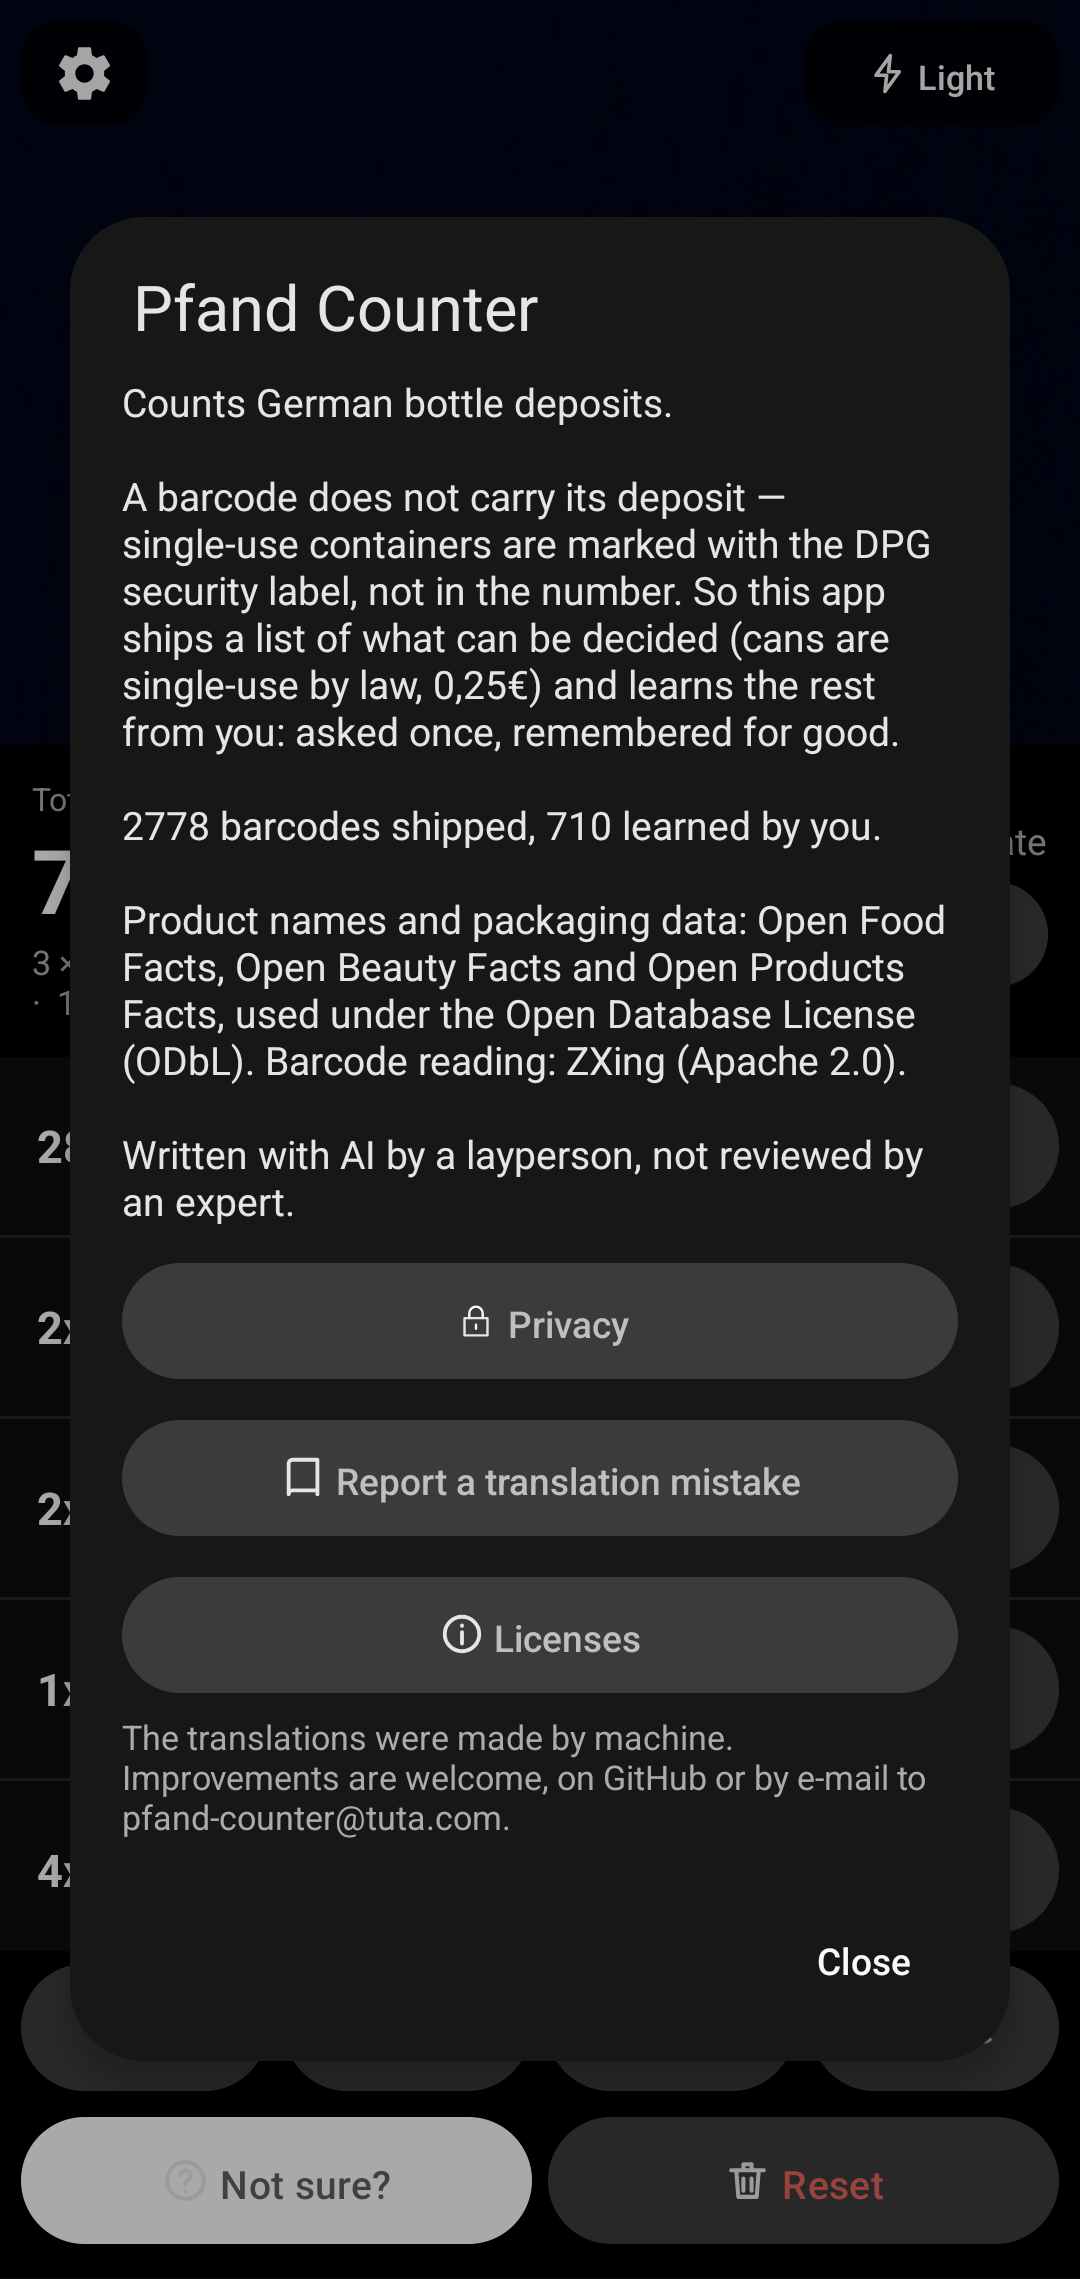 Light
Pfand Counter
Counts German bottle deposits.
A barcode does not carry its deposit —
single-use containers are marked with the DPG
security label, not in the number. So this app
ships a list of what can be decided (cans are
single-use by law, 0,25€) and learns the rest
from you: asked once, remembered for good.
2778 barcodes shipped, 710 learned by you.
Product names and packaging data: Open Food
Facts, Open Beauty Facts and Open Products
Facts, used under the Open Database License
(ODbL). Barcode reading: ZXing (Apache 2.0).
Written with AI by a layperson, not reviewed by
an expert.
Privacy
Report a translation mistake
Licenses
The translations were made by machine.
Improvements are welcome, on GitHub or by e-mail to
pfand-counter@tuta.com.
Close
Not sure?
Reset